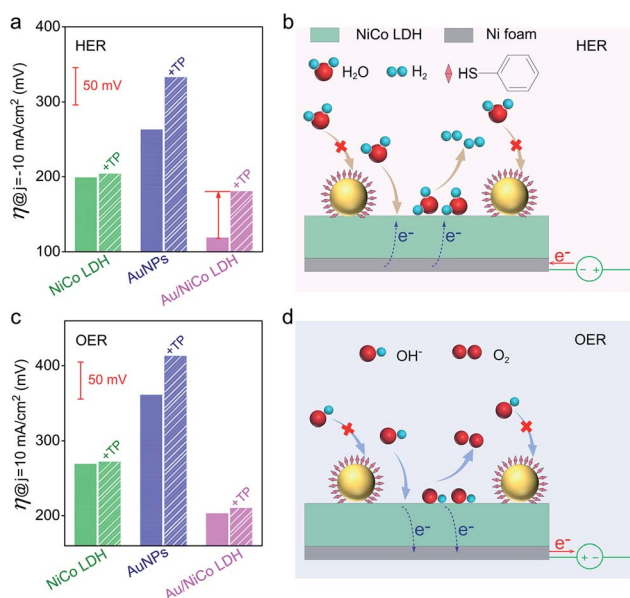 a
HER
η@j=-10 mA/cm² (mV)
400
300
200
100
50 mV
+TP
+TP
+TP
NiCo LDH
AuNPs
Au/NiCo LDH
b
NiCo LDH
Ni foam
HER
H₂O
H₂
HS
e⁻
e⁻
e⁻
− +
c
OER
η@j=10 mA/cm² (mV)
400
300
200
50 mV
+TP
+TP
+TP
NiCo LDH
AuNPs
Au/NiCo LDH
d
OER
OH⁻
O₂
e⁻
e⁻
e⁻
+ −